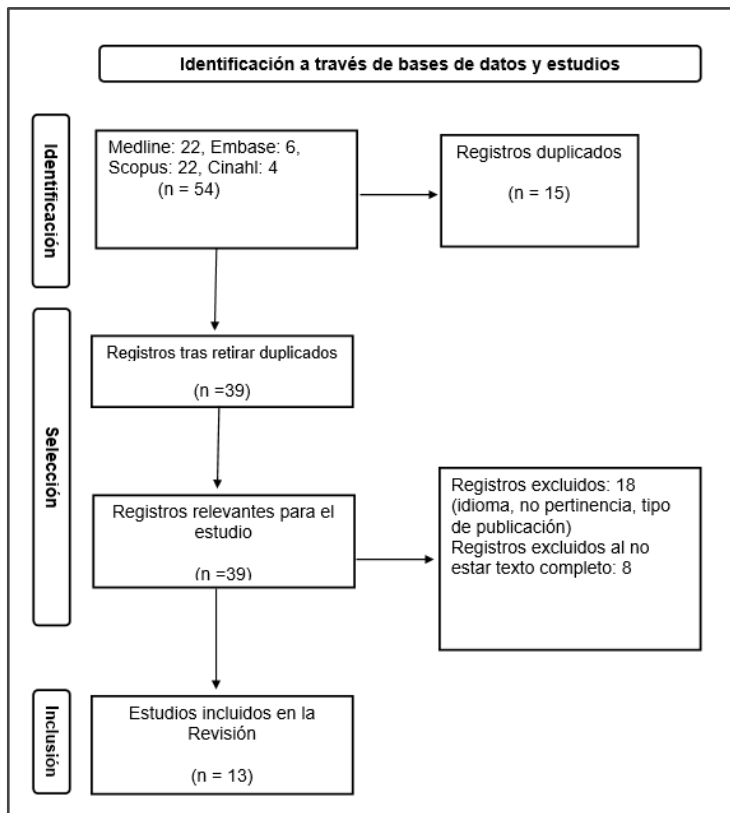 Identificación a través de bases de datos y estudios
Identificación
Medline: 22, Embase: 6,
Scopus: 22, Cinahl: 4
(n = 54)
Registros duplicados
(n = 15)
Selección
Registros tras retirar duplicados
(n =39)
Registros relevantes para el
estudio
(n =39)
Registros excluidos: 18
(idioma, no pertinencia, tipo
de publicación)
Registros excluidos al no
estar texto completo: 8
Inclusión
Estudios incluidos en la
Revisión
(n = 13)